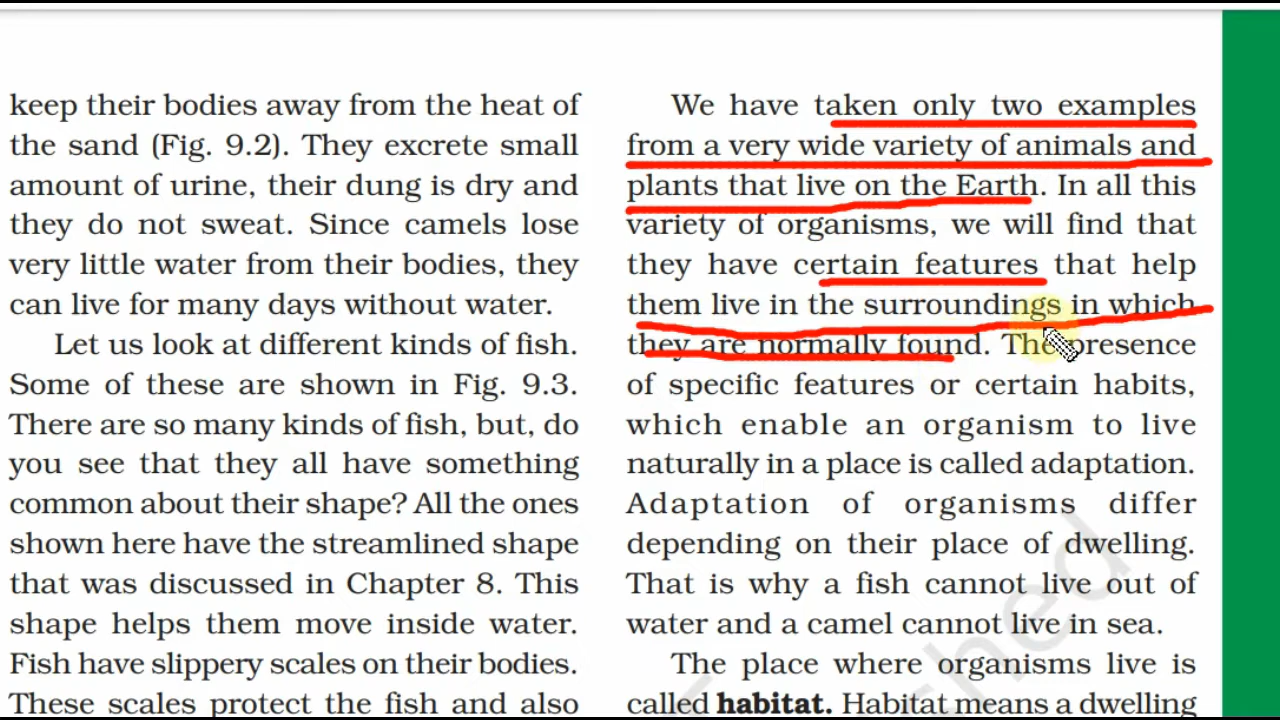 keep their bodies away from the heat of
the sand (Fig. 9.2). They excrete small
amount of urine, their dung is dry and
they do not sweat. Since camels lose
very little water from their bodies, they
can live for many days without water.
Let us look at different kinds of fish.
Some of these are shown in Fig. 9.3.
There are so many kinds of fish, but, do
you see that they all have something
common about their shape? All the ones
shown here have the streamlined shape
that was discussed in Chapter 8. This
shape helps them move inside water.
Fish have slippery scales on their bodies.
These scales protect the fish and also
We have taken only two examples
from a very wide variety of animals and
plants that live on the Earth. In all this
variety of organisms, we will find that
they have certain features that help
them live in the surroundings in which
they are normally found. The presence
of specific features or certain habits,
which enable an organism to live
naturally in a place is called adaptation.
Adaptation of organisms differ
depending on their place of dwelling.
That is why a fish cannot live out of
water and a camel cannot live in sea.
The place where organisms live is
called habitat. Habitat means a dwelling